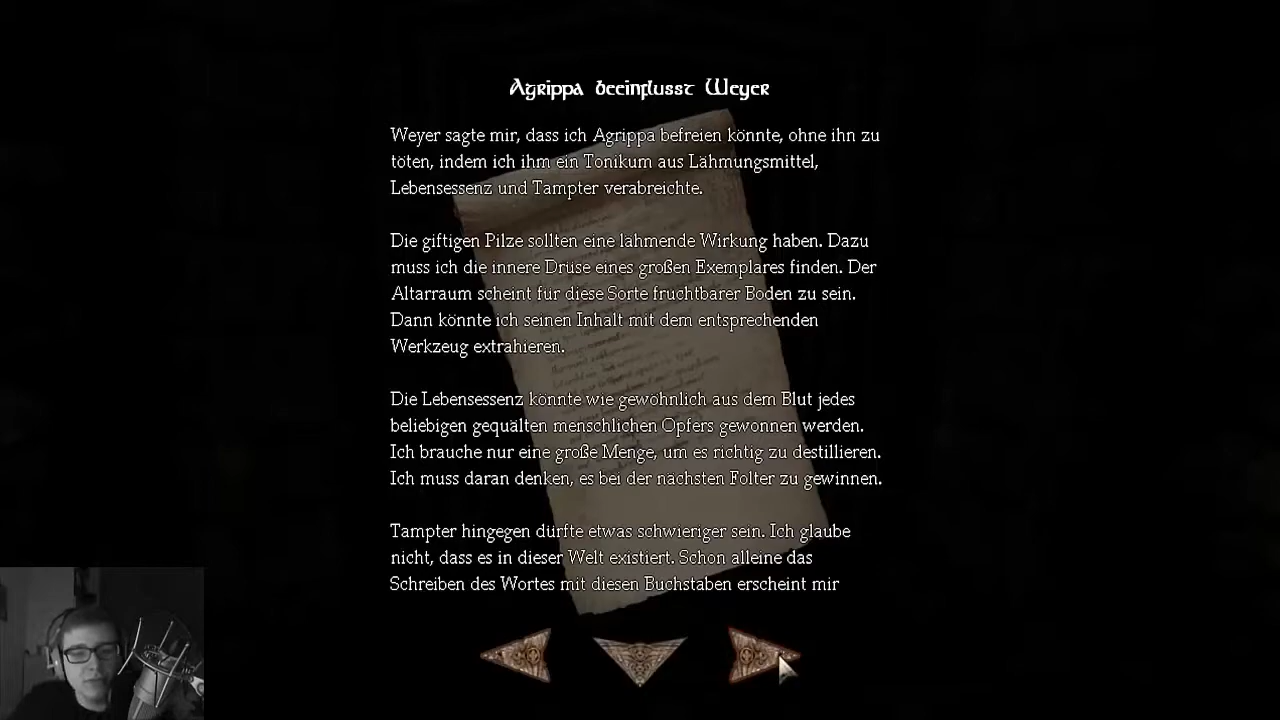 Agrippa beeinflusst Weyer
Weyer sagte mir, dass ich Agrippa befreien könnte, ohne ihn zu
töten, indem ich ihm ein Tonikum aus Lähmungsmittel,
Lebensessenz und Tampter verabreichte.
Die giftigen Pilze sollten eine lähmende Wirkung haben. Dazu
muss ich die innere Drüse eines großen Exemplares finden. Der
Altarraum scheint für diese Sorte fruchtbarer Boden zu sein.
Dann könnte ich seinen Inhalt mit dem entsprechenden
Werkzeug extrahieren.
Die Lebensessenz könnte wie gewöhnlich aus dem Blut jedes
beliebigen gequälten menschlichen Opfers gewonnen werden.
Ich brauche nur eine große Menge, um es richtig zu destillieren.
Ich muss daran denken, es bei der nächsten Folter zu gewinnen.
Tampter hingegen dürfte etwas schwieriger sein. Ich glaube
nicht, dass es in dieser Welt existiert. Schon alleine das
Schreiben des Wortes mit diesen Buchstaben erscheint mir